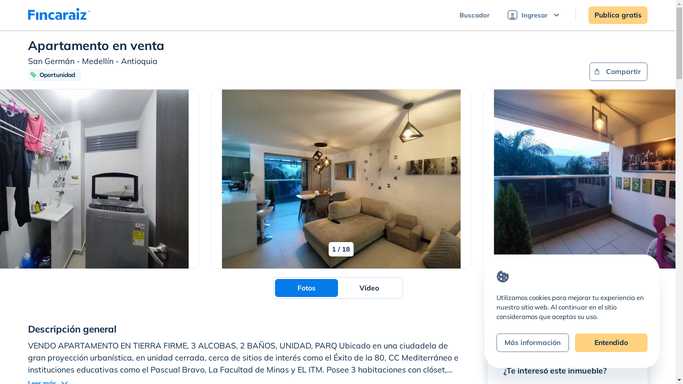 Fincaraiz
Buscador
Ingresar
Publica gratis
Apartamento en venta
San Germán - Medellín - Antioquia
Oportunidad
Compartir
1 / 18
Fotos
Video
Descripción general
VENDO APARTAMENTO EN TIERRA FIRME, 3 ALCOBAS, 2 BAÑOS, UNIDAD, PARQ Ubicado en una ciudadela de
gran proyección urbanística, en unidad cerrada, cerca de sitios de interés como el Éxito de la 80, CC Mediterráneo e
instituciones educativas como el Pascual Bravo, La Facultad de Minas y EL ITM. Posee 3 habitaciones con clóset,...
Leer más
Utilizamos cookies para mejorar tu experiencia en
nuestro sitio web. Al continuar en el sitio
consideramos que aceptas su uso.
Más información
Entendido
¿Te interesó este inmueble?